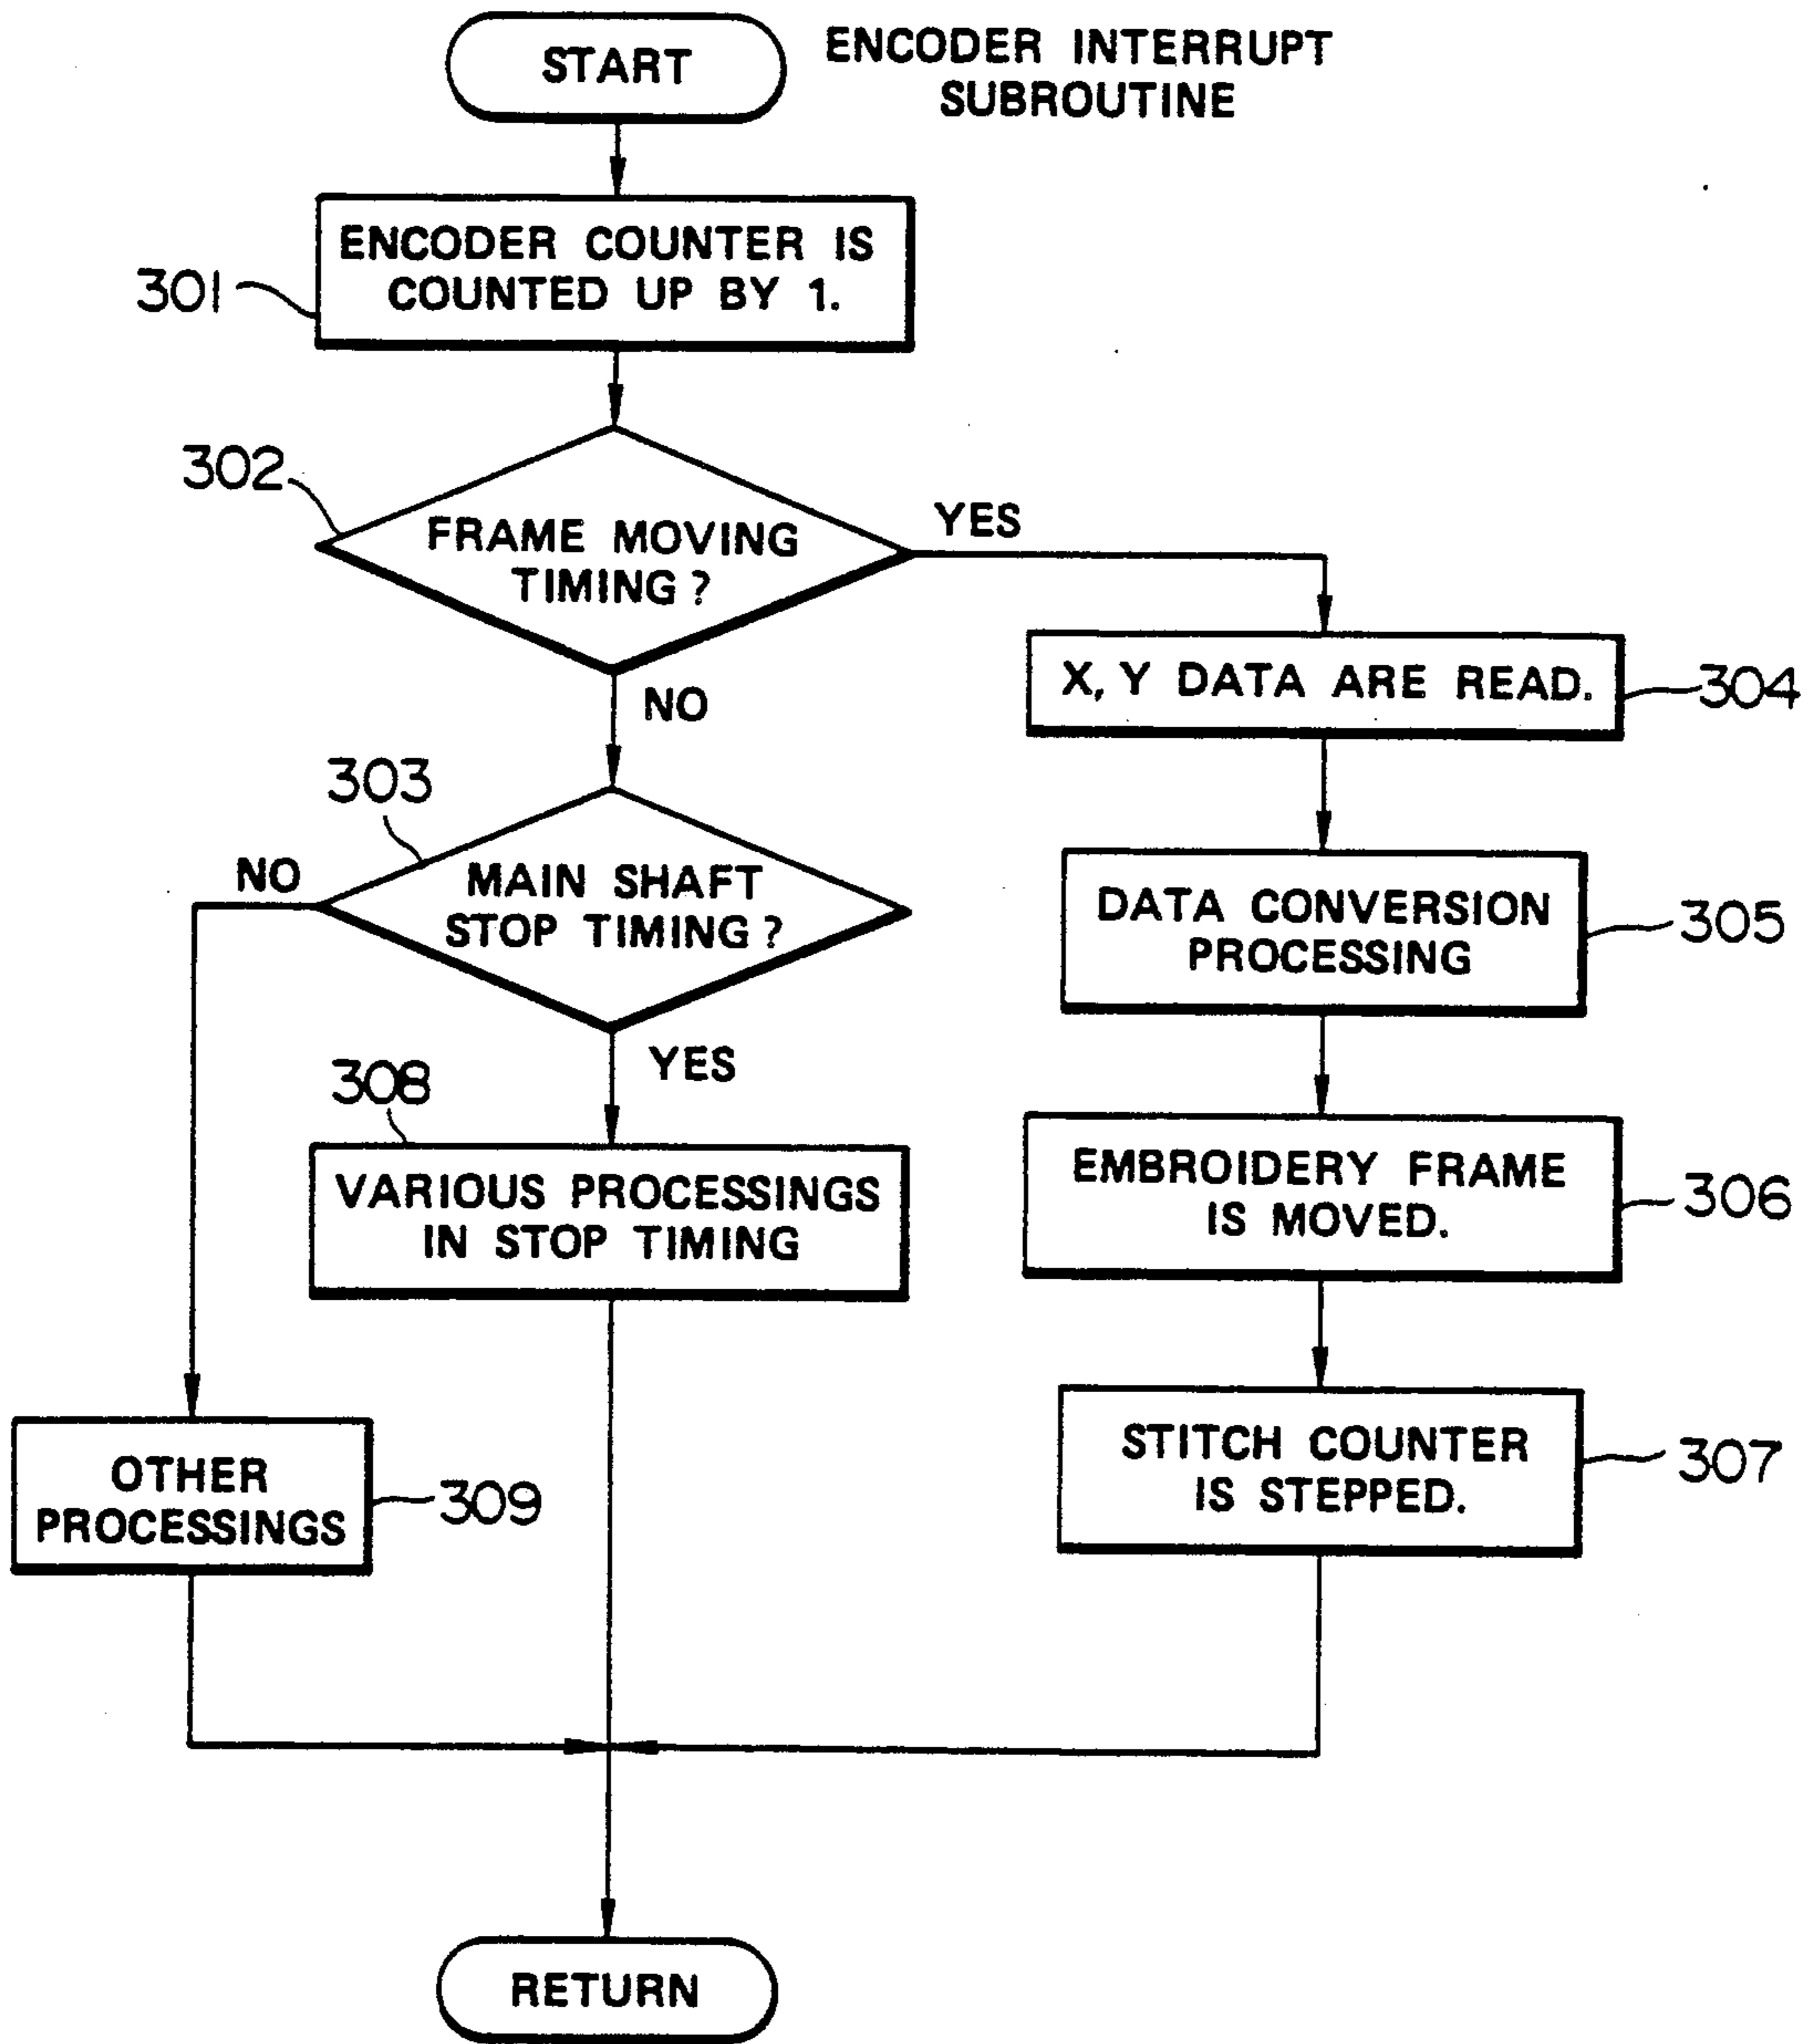 START
ENCODER INTERRUPT
SUBROUTINE
301
ENCODER COUNTER IS
COUNTED UP BY 1.
302
FRAME MOVING
TIMING?
YES
NO
X, Y DATA ARE READ.
304
303
NO
MAIN SHAFT
STOP TIMING?
YES
DATA CONVERSION
PROCESSING
305
308
VARIOUS PROCESSINGS
IN STOP TIMING
EMBROIDERY FRAME
IS MOVED.
306
OTHER
PROCESSINGS
309
STITCH COUNTER
IS STEPPED.
307
RETURN